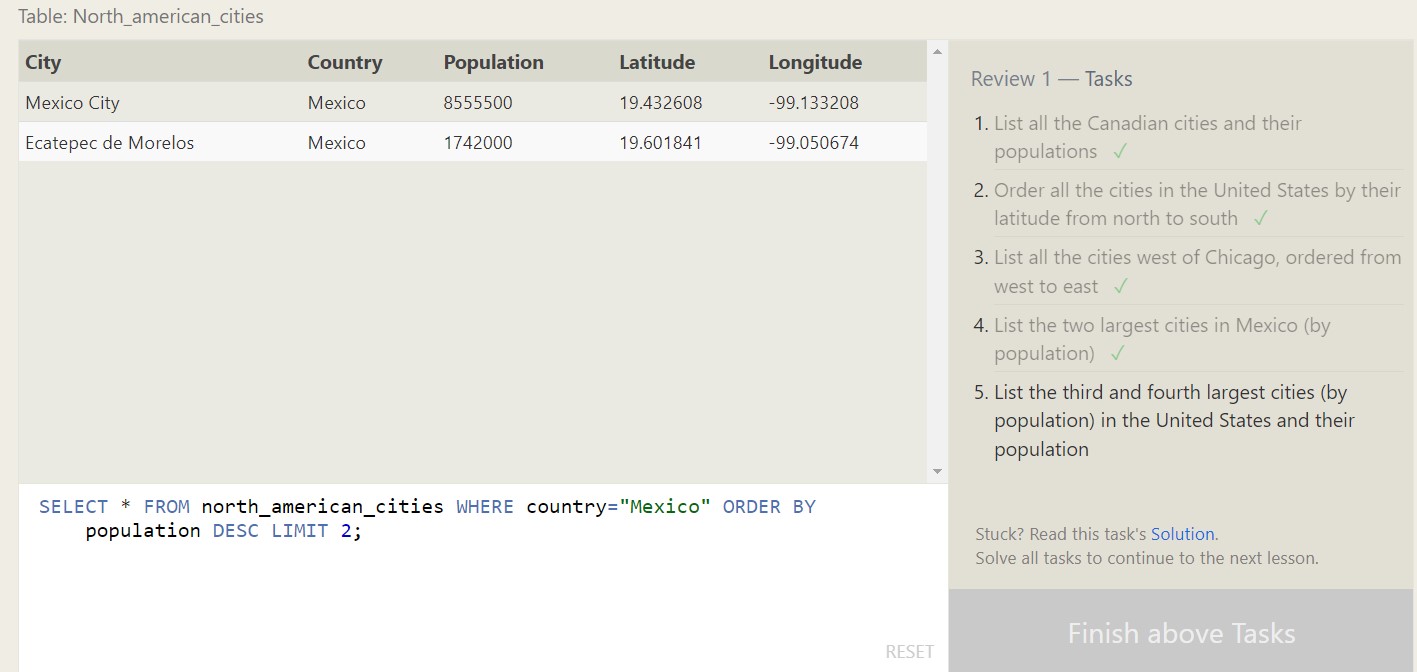 Table: North_american_cities
City Country Population Latitude Longitude
Mexico City Mexico 8555500 19.432608 -99.133208
Ecatepec de Morelos Mexico 1742000 19.601841 -99.050674
SELECT * FROM north_american_cities WHERE country="Mexico" ORDER BY
population DESC LIMIT 2;
RESET
Review 1 — Tasks
1. List all the Canadian cities and their
populations ✓
2. Order all the cities in the United States by their
latitude from north to south ✓
3. List all the cities west of Chicago, ordered from
west to east ✓
4. List the two largest cities in Mexico (by
population) ✓
5. List the third and fourth largest cities (by
population) in the United States and their
population
Stuck? Read this task's Solution.
Solve all tasks to continue to the next lesson.
Finish above Tasks